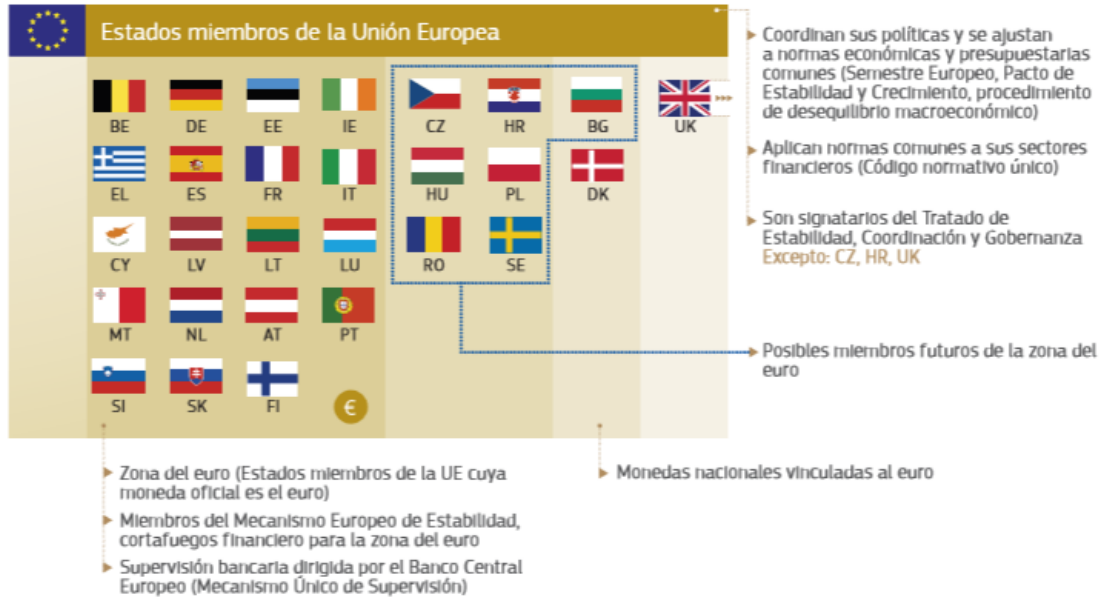 Estados miembros de la Unión Europea
BE DE EE IE CZ HR BG UK
EL ES FR IT HU PL DK
CY LV LT LU RO SE
MT NL AT PT
SI SK FI €
Coordinan sus políticas y se ajustan
a normas económicas y presupuestarias
comunes (Semestre Europeo, Pacto de
Estabilidad y Crecimiento, procedimiento
de desequilibrio macroeconómico)
Aplican normas comunes a sus sectores
financieros (Código normativo único)
Son signatarios del Tratado de
Estabilidad, Coordinación y Gobernanza
Excepto: CZ, HR, UK
Posibles miembros futuros de la zona del
euro
Zona del euro (Estados miembros de la UE cuya
moneda oficial es el euro)
Miembros del Mecanismo Europeo de Estabilidad,
cortafuegos financiero para la zona del euro
Supervisión bancaria dirigida por el Banco Central
Europeo (Mecanismo Único de Supervisión)
Monedas nacionales vinculadas al euro